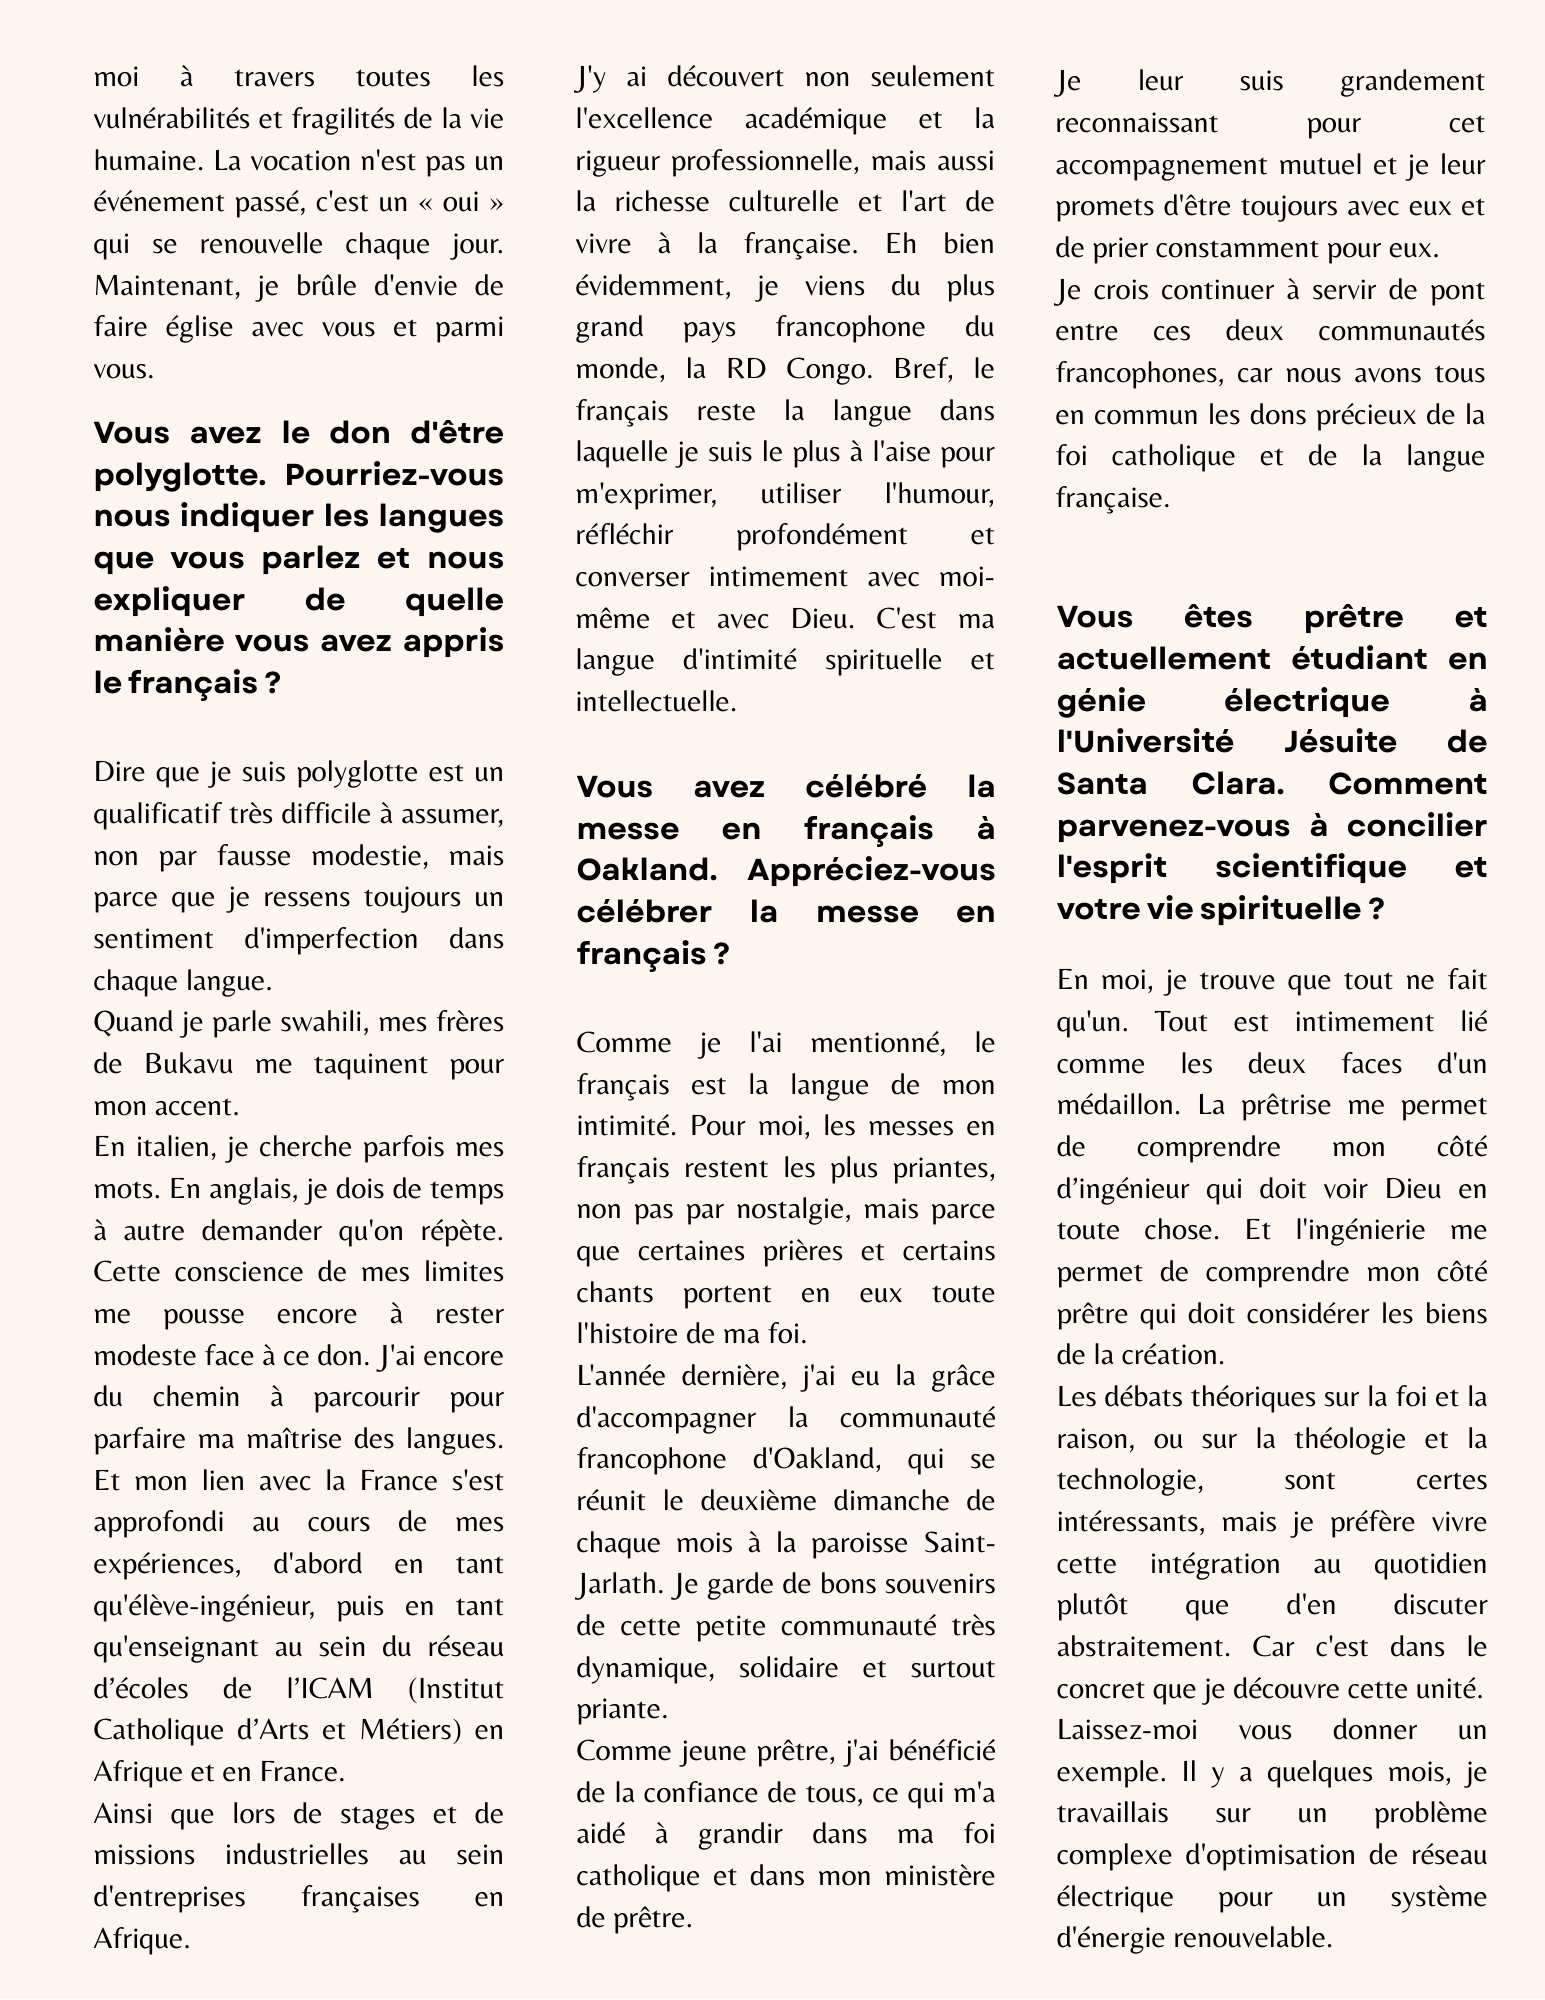 moi à travers toutes les
vulnérabilités et fragilités de la vie
humaine. La vocation n'est pas un
événement passé, c'est un « oui »
qui se renouvelle chaque jour.
Maintenant, je brûle d'envie de
faire église avec vous et parmi
vous.
Vous avez le don d'être
polyglotte. Pourriez-vous
nous indiquer les langues
que vous parlez et nous
expliquer de quelle
manière vous avez appris
le français ?
Dire que je suis polyglotte est un
qualificatif très difficile à assumer,
non par fausse modestie, mais
parce que je ressens toujours un
sentiment d'imperfection dans
chaque langue.
Quand je parle swahili, mes frères
de Bukavu me taquinent pour
mon accent.
En italien, je cherche parfois mes
mots. En anglais, je dois de temps
à autre demander qu'on répète.
Cette conscience de mes limites
me pousse encore à rester
modeste face à ce don. J'ai encore
du chemin à parcourir pour
parfaire ma maîtrise des langues.
Et mon lien avec la France s'est
approfondi au cours de mes
expériences, d'abord en tant
qu'élève-ingénieur, puis en tant
qu'enseignant au sein du réseau
d’écoles de l’ICAM (Institut
Catholique d’Arts et Métiers) en
Afrique et en France.
Ainsi que lors de stages et de
missions industrielles au sein
d'entreprises françaises en
Afrique.
J'y ai découvert non seulement
l'excellence académique et la
rigueur professionnelle, mais aussi
la richesse culturelle et l'art de
vivre à la française. Eh bien
évidemment, je viens du plus
grand pays francophone du
monde, la RD Congo. Bref, le
français reste la langue dans
laquelle je suis le plus à l'aise pour
m'exprimer, utiliser l'humour,
réfléchir profondément et
converser intimement avec moi-
même et avec Dieu. C'est ma
langue d'intimité spirituelle et
intellectuelle.
Vous avez célébré la
messe en français à
Oakland. Appréciez-vous
célébrer la messe en
français ?
Comme je l'ai mentionné, le
français est la langue de mon
intimité. Pour moi, les messes en
français restent les plus priantes,
non pas par nostalgie, mais parce
que certaines prières et certains
chants portent en eux toute
l'histoire de ma foi.
L'année dernière, j'ai eu la grâce
d'accompagner la communauté
francophone d'Oakland, qui se
réunit le deuxième dimanche de
chaque mois à la paroisse Saint-
Jarlath. Je garde de bons souvenirs
de cette petite communauté très
dynamique, solidaire et surtout
priante.
Comme jeune prêtre, j'ai bénéficié
de la confiance de tous, ce qui m'a
aidé à grandir dans ma foi
catholique et dans mon ministère
de prêtre.
Je leur suis grandement
reconnaissant pour cet
accompagnement mutuel et je leur
promets d'être toujours avec eux et
de prier constamment pour eux.
Je crois continuer à servir de pont
entre ces deux communautés
francophones, car nous avons tous
en commun les dons précieux de la
foi catholique et de la langue
française.
Vous êtes prêtre et
actuellement étudiant en
génie électrique à
l'Université Jésuite de
Santa Clara. Comment
parvenez-vous à concilier
l'esprit scientifique et
votre vie spirituelle ?
En moi, je trouve que tout ne fait
qu'un. Tout est intimement lié
comme les deux faces d'un
médaillon. La prêtrise me permet
de comprendre mon côté
d’ingénieur qui doit voir Dieu en
toute chose. Et l'ingénierie me
permet de comprendre mon côté
prêtre qui doit considérer les biens
de la création.
Les débats théoriques sur la foi et la
raison, ou sur la théologie et la
technologie, sont certes
intéressants, mais je préfère vivre
cette intégration au quotidien
plutôt que d'en discuter
abstraitement. Car c'est dans le
concret que je découvre cette unité.
Laissez-moi vous donner un
exemple. Il y a quelques mois, je
travaillais sur un problème
complexe d'optimisation de réseau
électrique pour un système
d'énergie renouvelable.